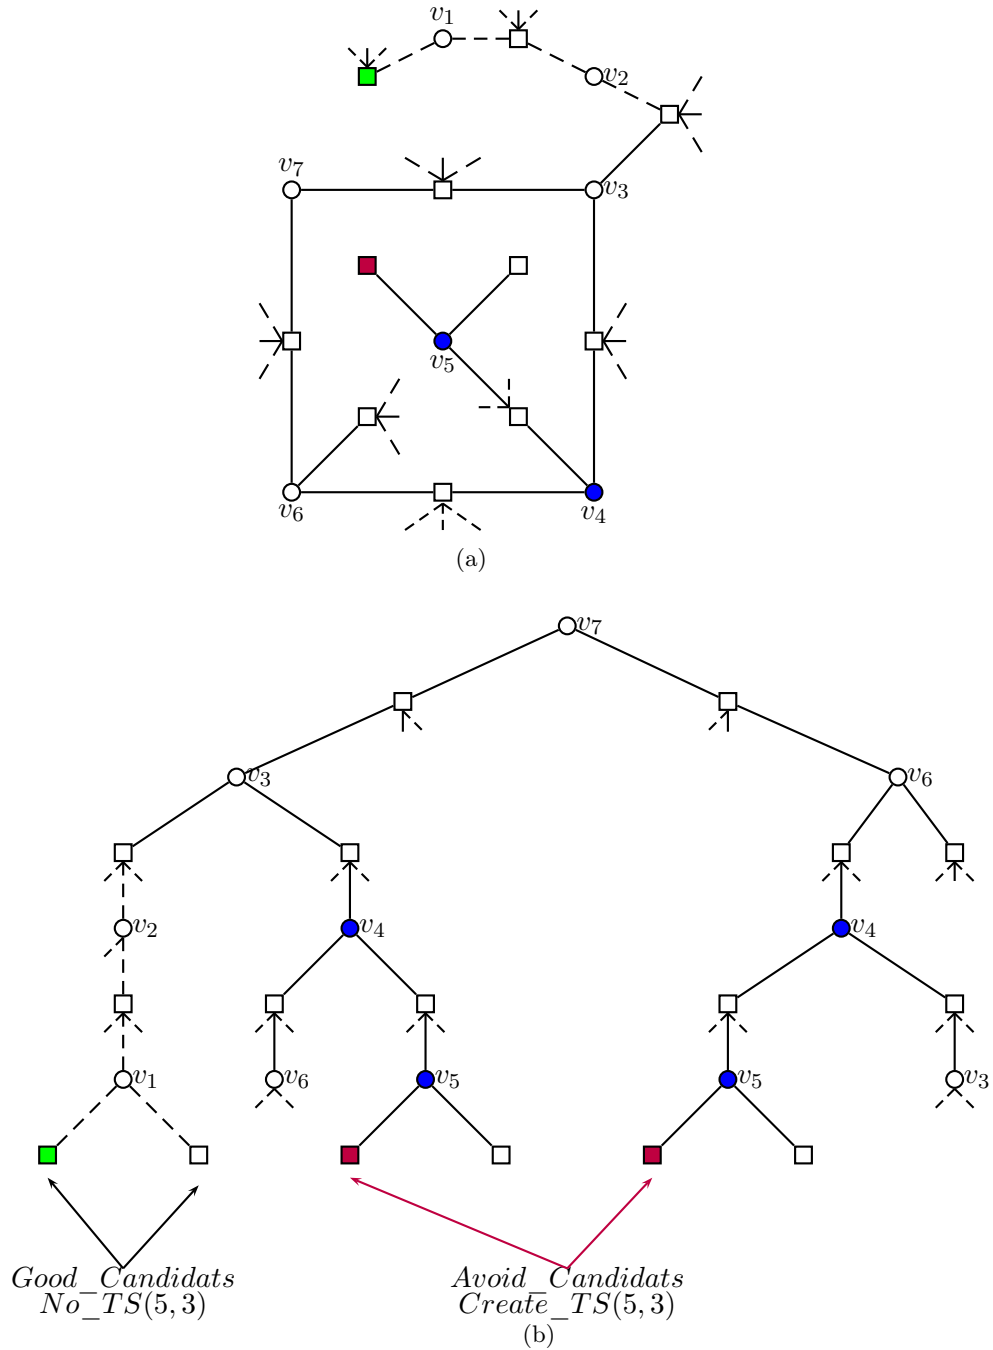 v1
v2
v7
v3
v5
v6
v4
(a)
v7
v3
v6
v2
v4
v4
v1
v6
v5
v5
v3
Good_Candidats
No_TS(5, 3)
Avoid_Candidats
Create_TS(5, 3)
(b)